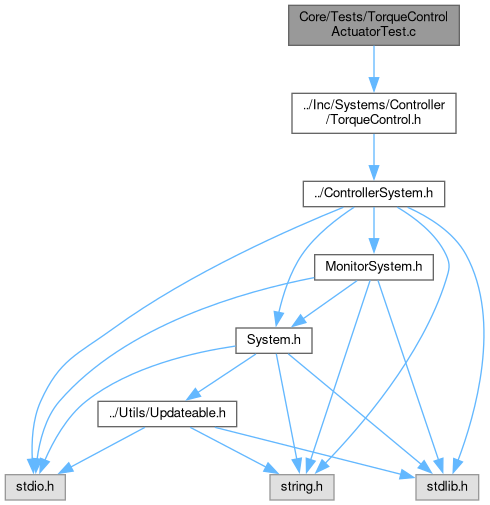 Core/Tests/TorqueControl
ActuatorTest.c
../Inc/Systems/Controller
/TorqueControl.h
../ControllerSystem.h
MonitorSystem.h
System.h
../Utils/Updateable.h
stdio.h
string.h
stdlib.h